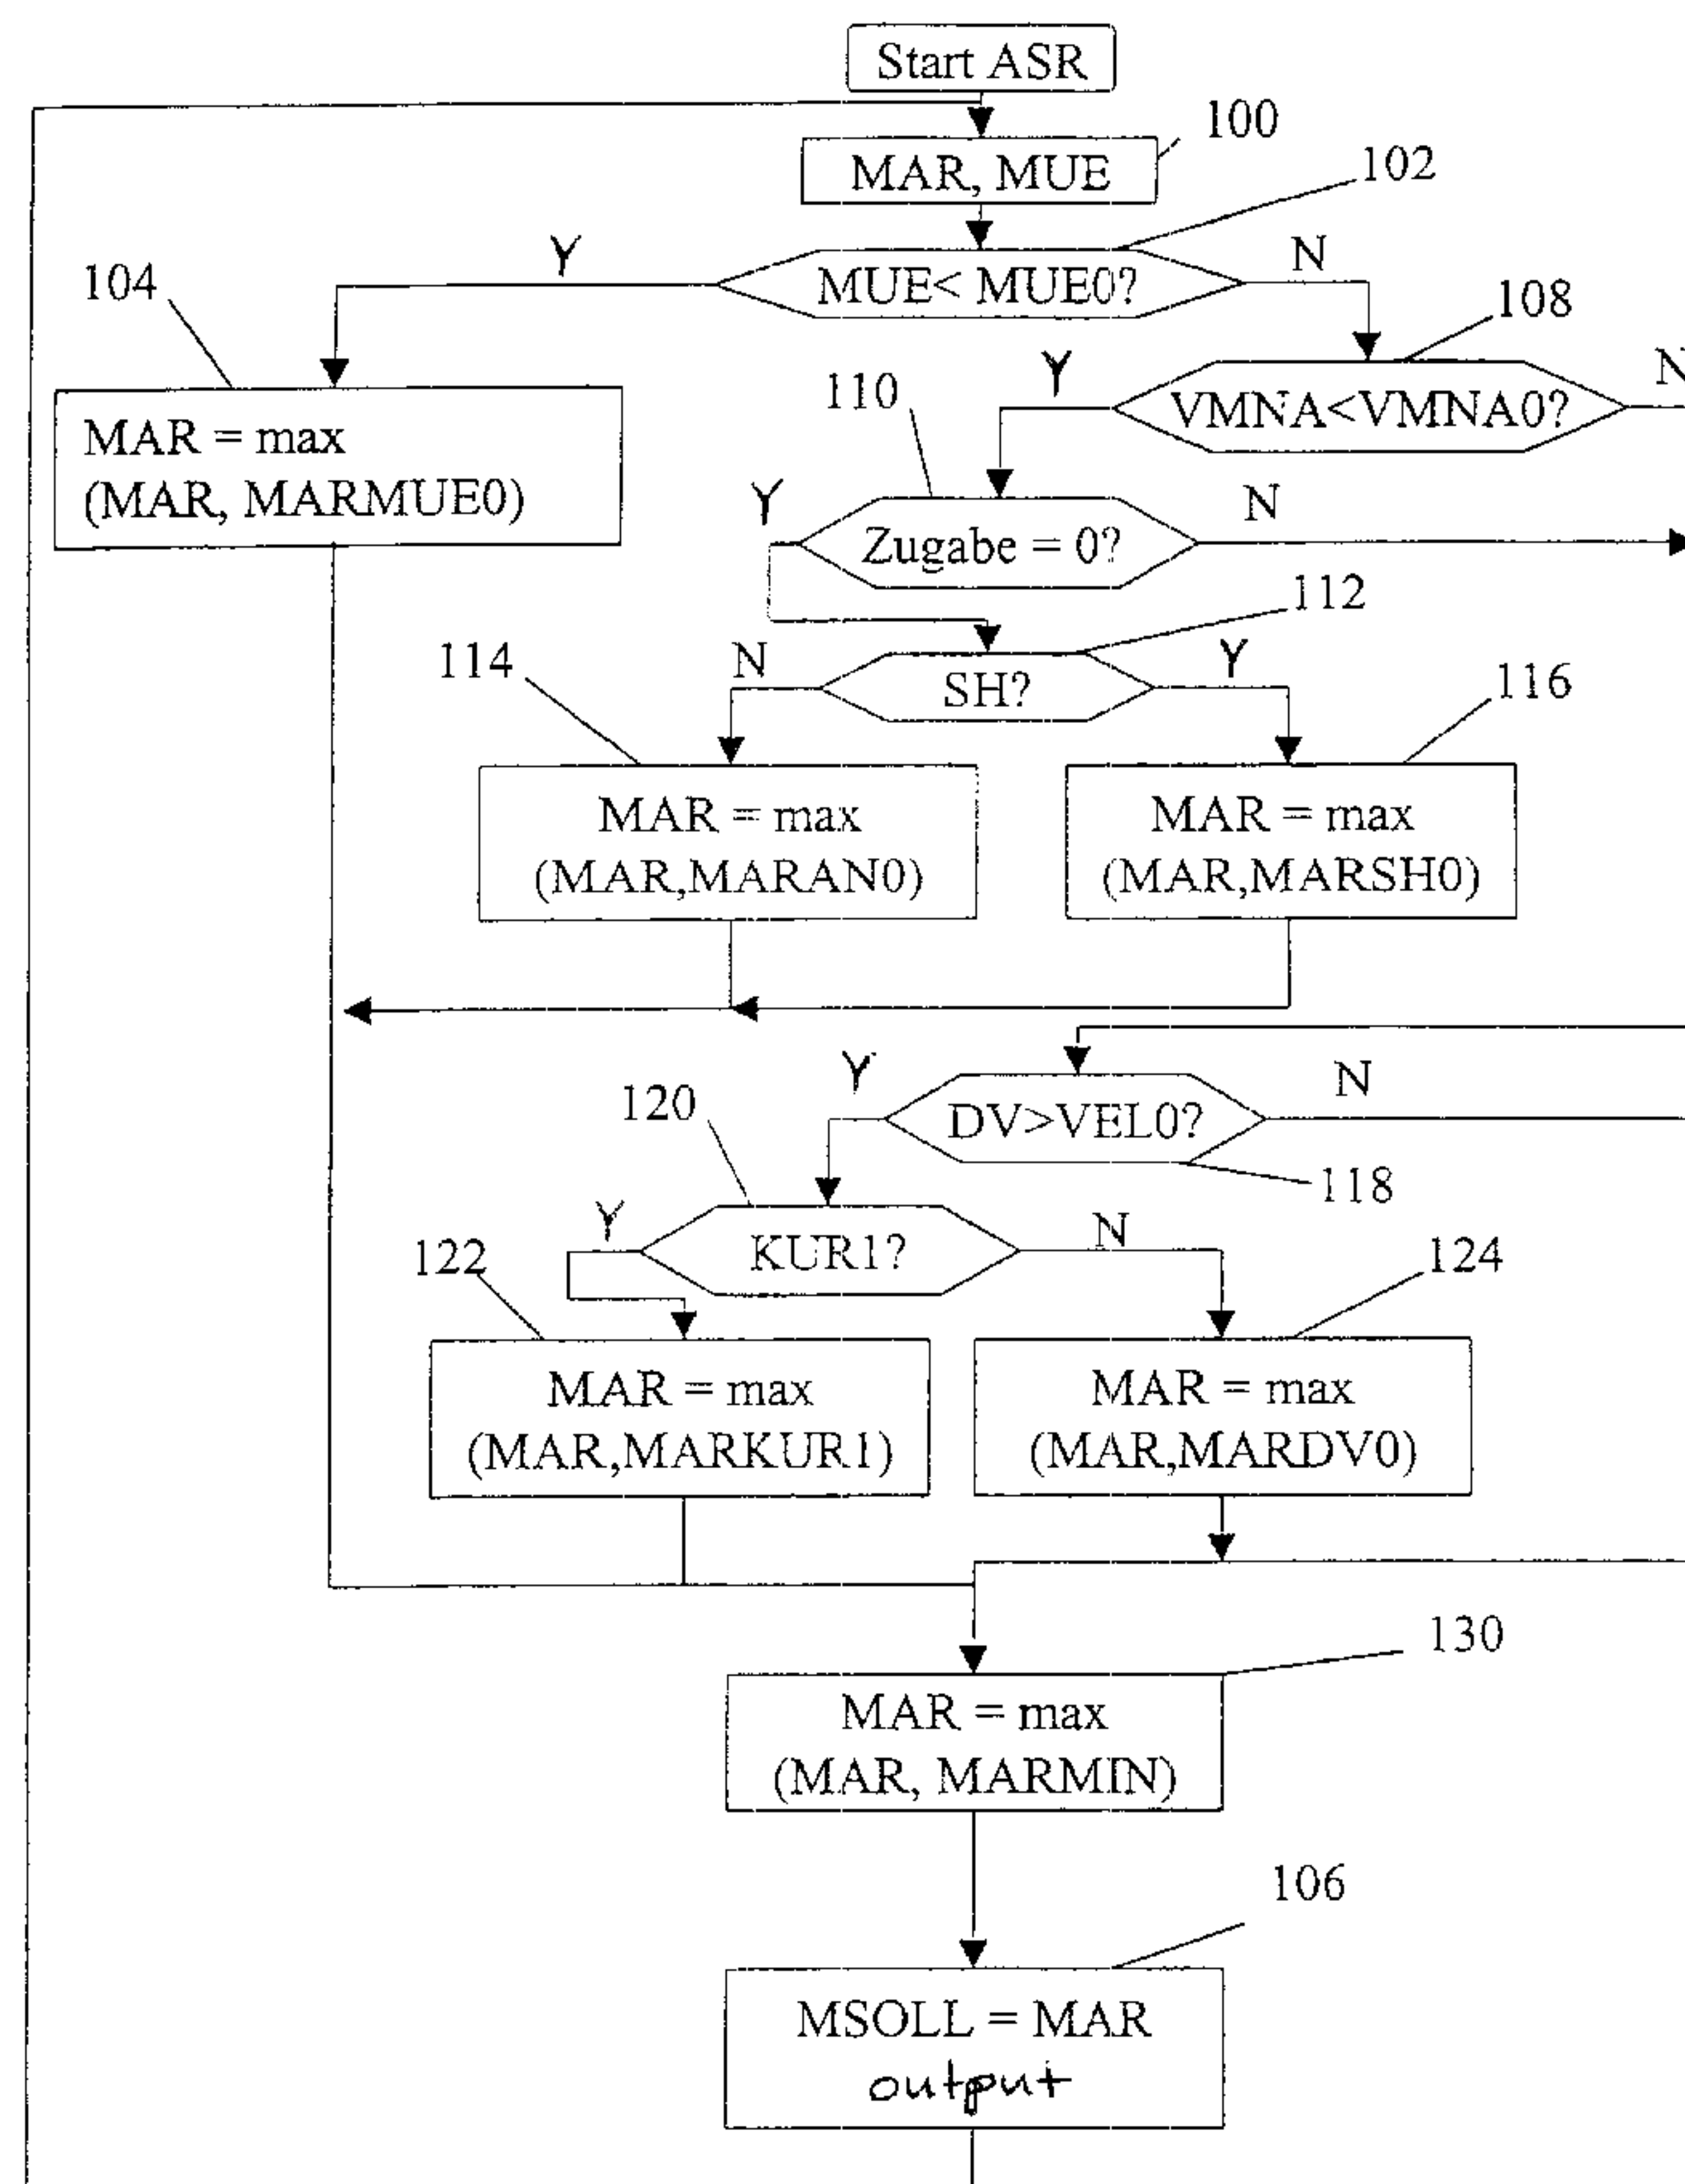 Start ASR
100
MAR, MUE
102
Y
MUE< MUE0?
N
104
108
MAR = max
(MAR, MARMUE0)
Y
VMNA<VMNA0?
N
110
Y
Zugabe = 0?
N
112
N
SH?
Y
114
116
MAR = max
(MAR,MARAN0)
MAR = max
(MAR,MARSH0)
Y
DV>VEL0?
N
118
120
Y
KUR1?
N
122
124
MAR = max
(MAR,MARKUR1)
MAR = max
(MAR,MARDV0)
130
MAR = max
(MAR, MARMIN)
106
MSOLL = MAR
output